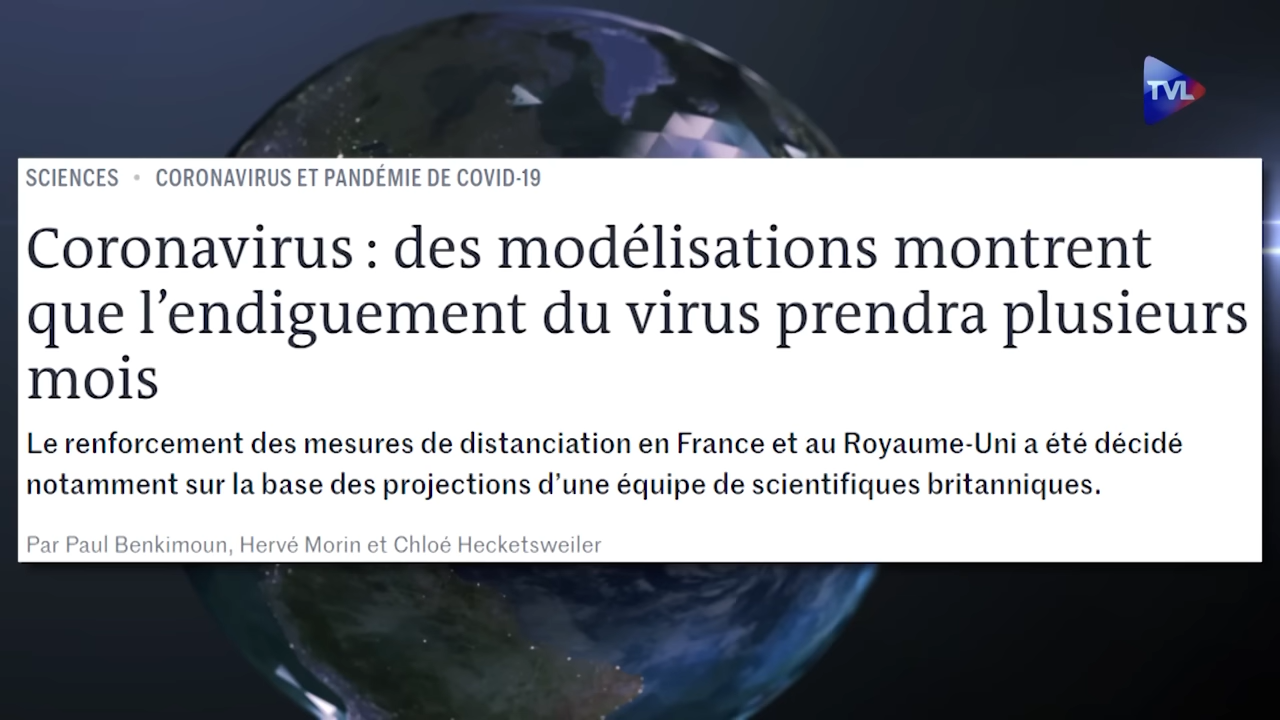 TVL
SCIENCES • CORONAVIRUS ET PANDÉMIE DE COVID-19
Coronavirus : des modélisations montrent
que l’endiguement du virus prendra plusieurs
mois
Le renforcement des mesures de distanciation en France et au Royaume-Uni a été décidé
notamment sur la base des projections d’une équipe de scientifiques britanniques.
Par Paul Benkimoun, Hervé Morin et Chloé Hecketsweiler